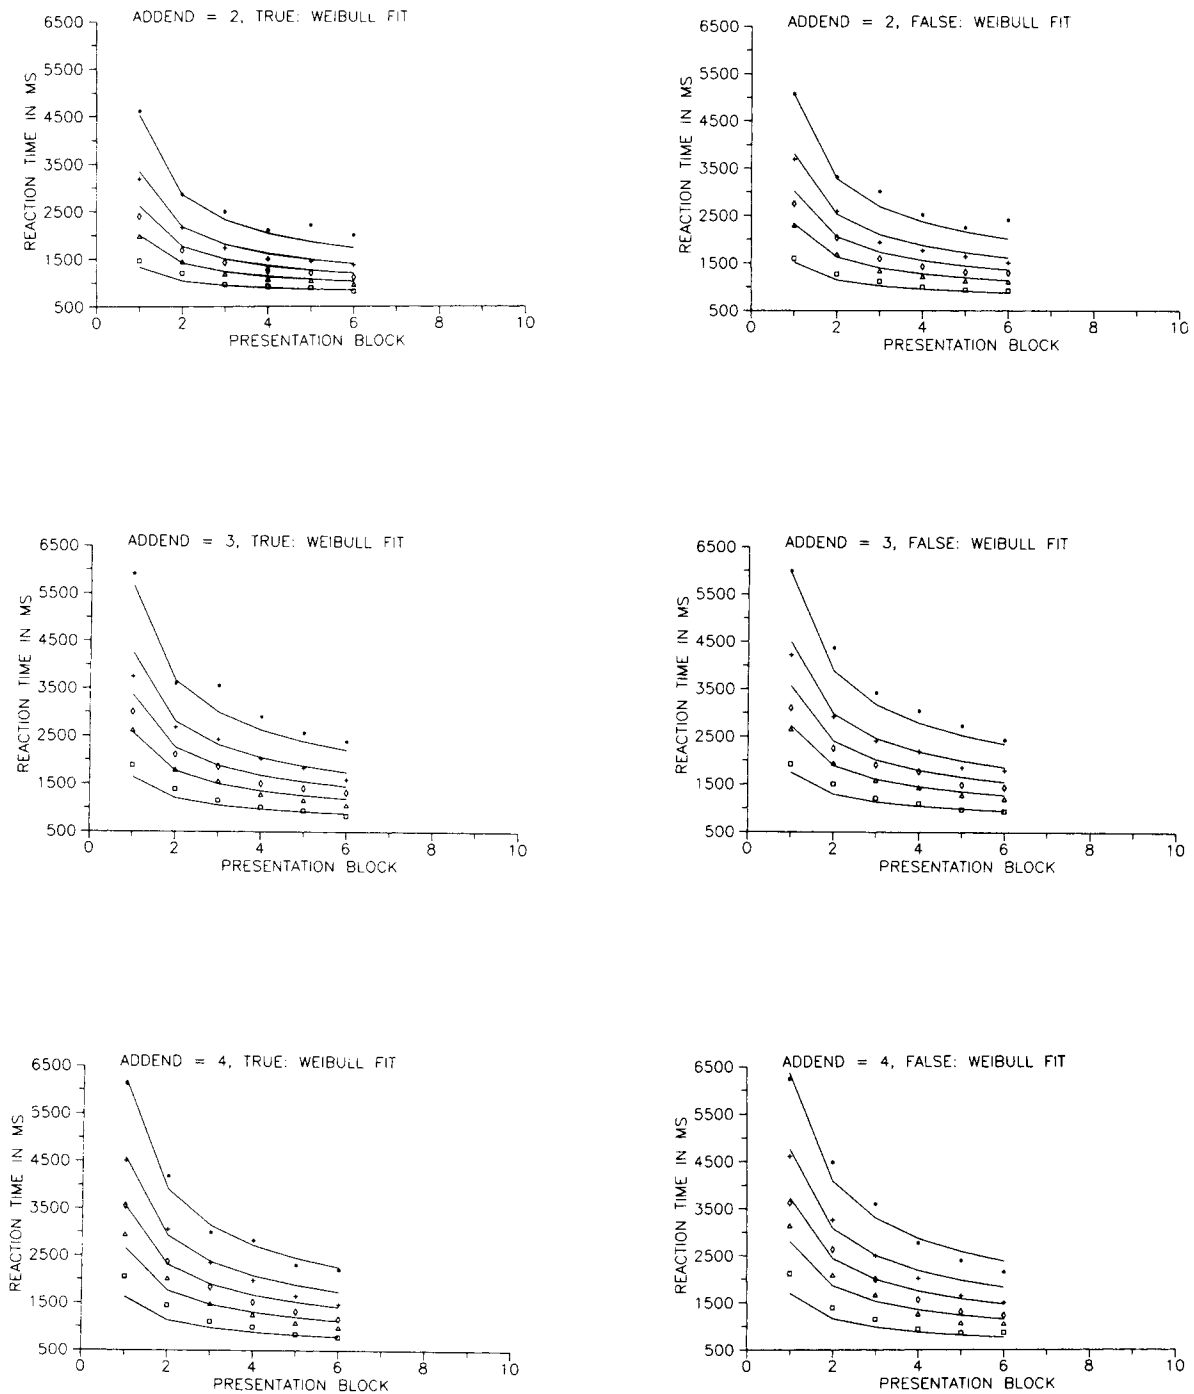 ADDEND = 2, TRUE: WEIBULL FIT
REACTION TIME IN MS
6500
5500
4500
3500
2500
1500
500
0 2 4 6 8 10
PRESENTATION BLOCK
ADDEND = 2, FALSE: WEIBULL FIT
REACTION TIME IN MS
6500
5500
4500
3500
2500
1500
500
0 2 4 6 8 10
PRESENTATION BLOCK
ADDEND = 3, TRUE: WEIBULL FIT
REACTION TIME IN MS
6500
5500
4500
3500
2500
1500
500
0 2 4 6 8 10
PRESENTATION BLOCK
ADDEND = 3, FALSE: WEIBULL FIT
REACTION TIME IN MS
6500
5500
4500
3500
2500
1500
500
0 2 4 6 8 10
PRESENTATION BLOCK
ADDEND = 4, TRUE: WEIBULL FIT
REACTION TIME IN MS
6500
5500
4500
3500
2500
1500
500
0 2 4 6 8 10
PRESENTATION BLOCK
ADDEND = 4, FALSE: WEIBULL FIT
REACTION TIME IN MS
6500
5500
4500
3500
2500
1500
500
0 2 4 6 8 10
PRESENTATION BLOCK